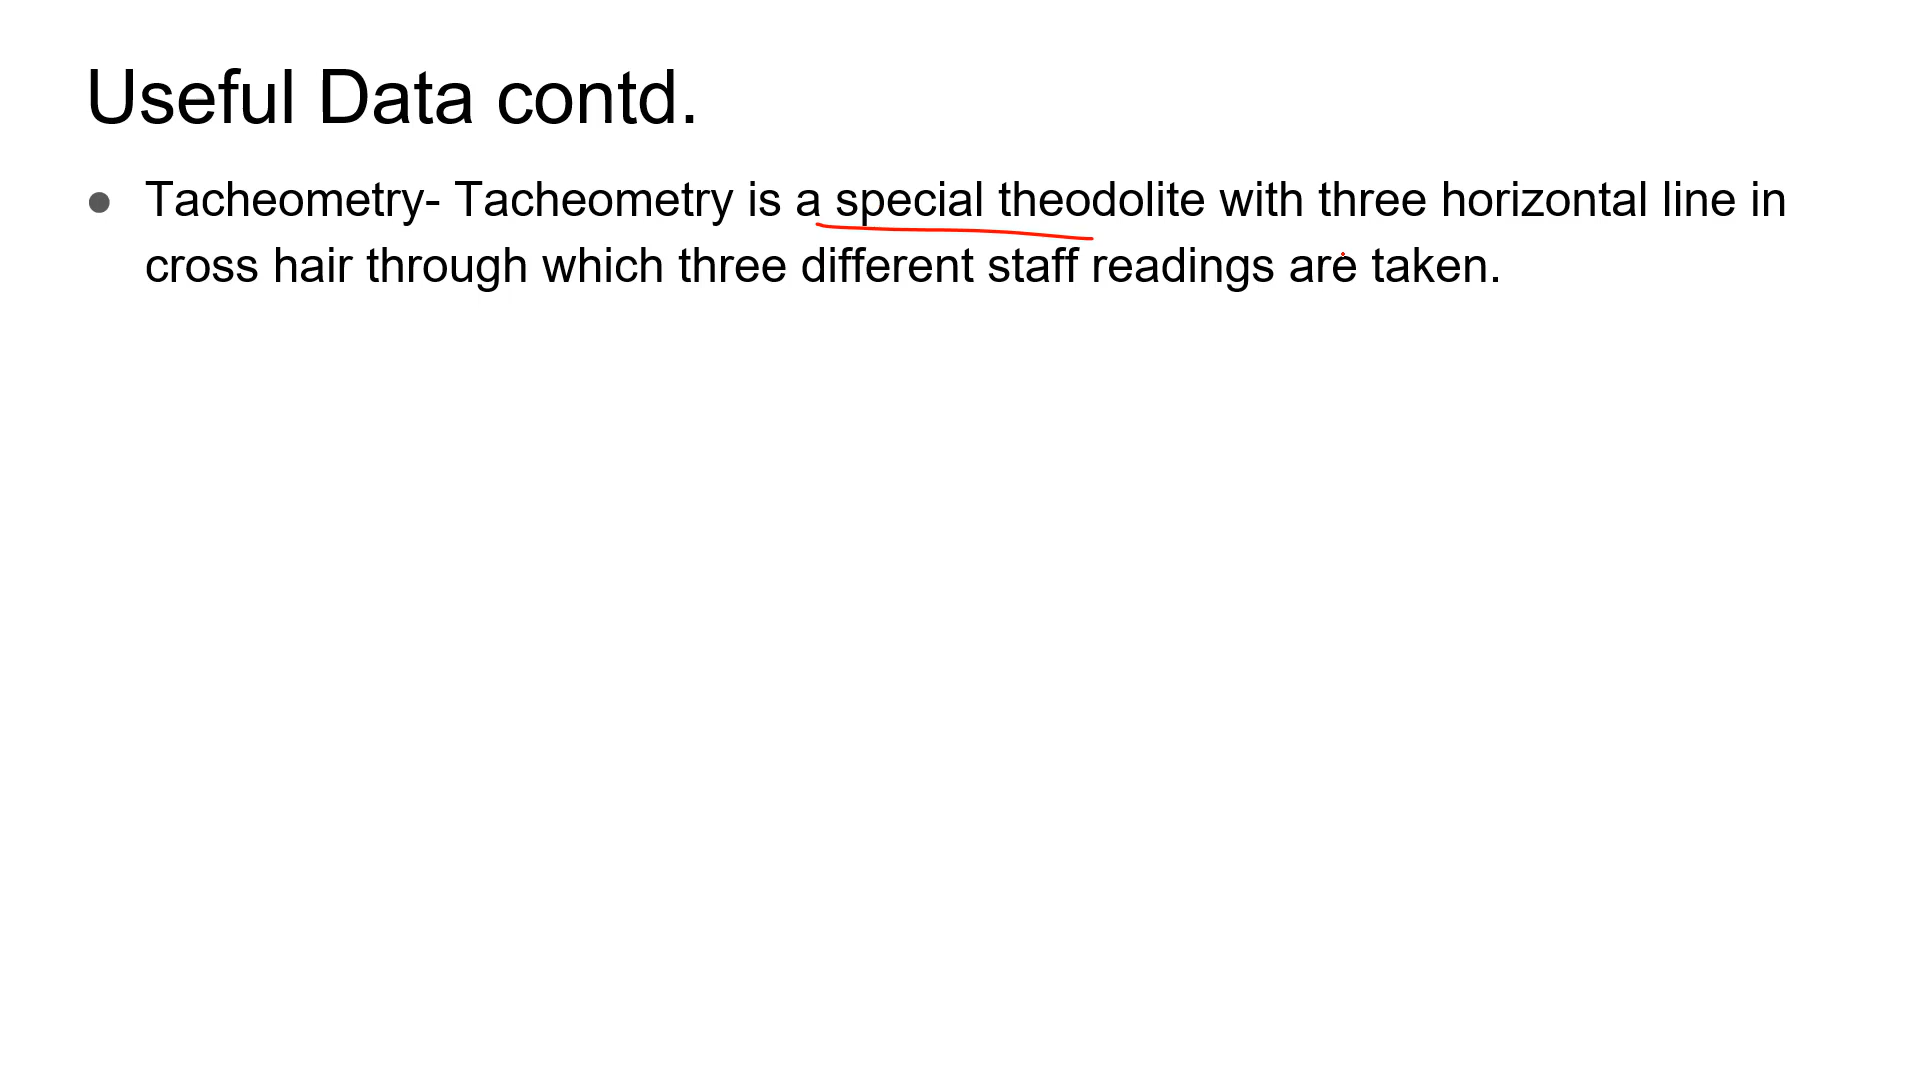 Useful Data contd.
● Tacheometry- Tacheometry is a special theodolite with three horizontal line in
cross hair through which three different staff readings are taken.